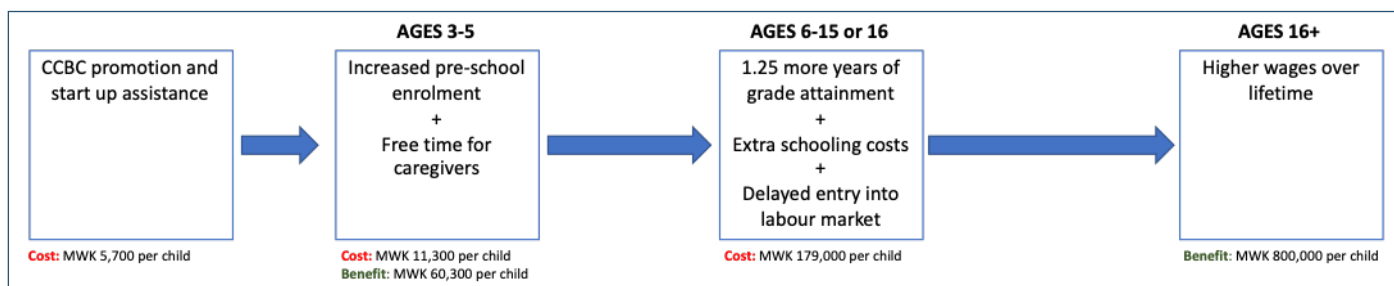 AGES 3-5
AGES 6-15 or 16
AGES 16+
CCBC promotion and
start up assistance
Increased pre-school
enrolment
+
Free time for
caregivers
1.25 more years of
grade attainment
+
Extra schooling costs
+
Delayed entry into
labour market
Higher wages over
lifetime
Cost: MWK 5,700 per child
Cost: MWK 11,300 per child
Benefit: MWK 60,300 per child
Cost: MWK 179,000 per child
Benefit: MWK 800,000 per child